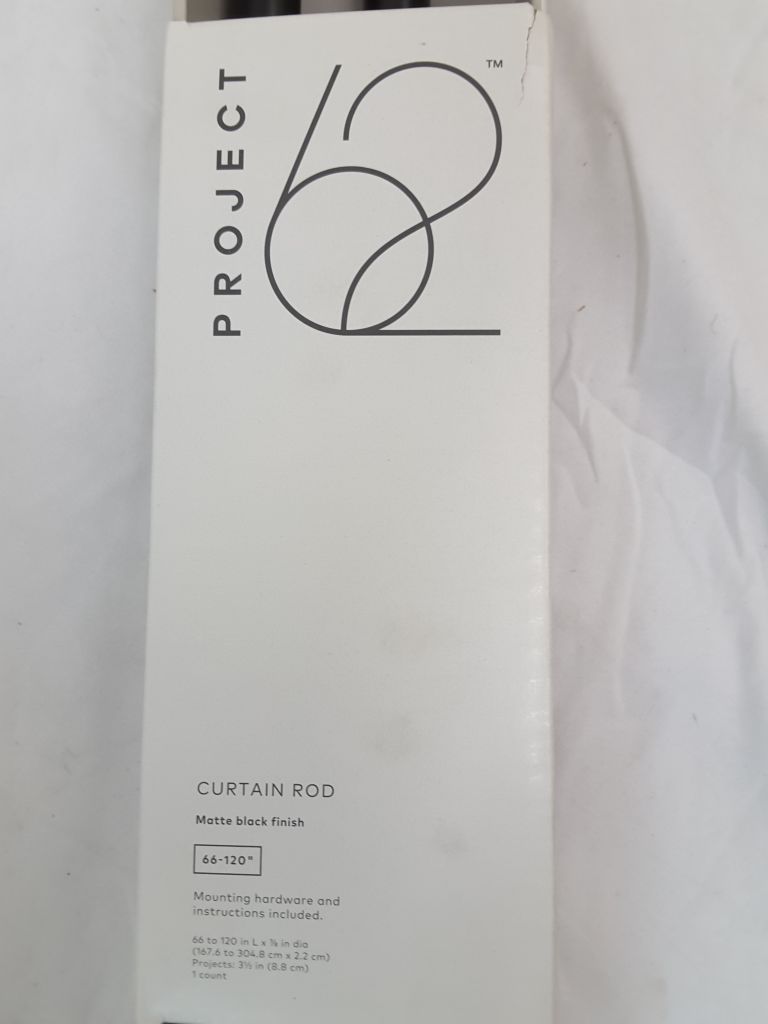 PROJECT
62
TM
CURTAIN ROD
Matte black finish
66-120"
Mounting hardware and
instructions included.
66 to 120 in L x ⅞ in dia
(167.6 to 304.8 cm x 2.2 cm)
Projects: 3½ in (8.8 cm)
1 count